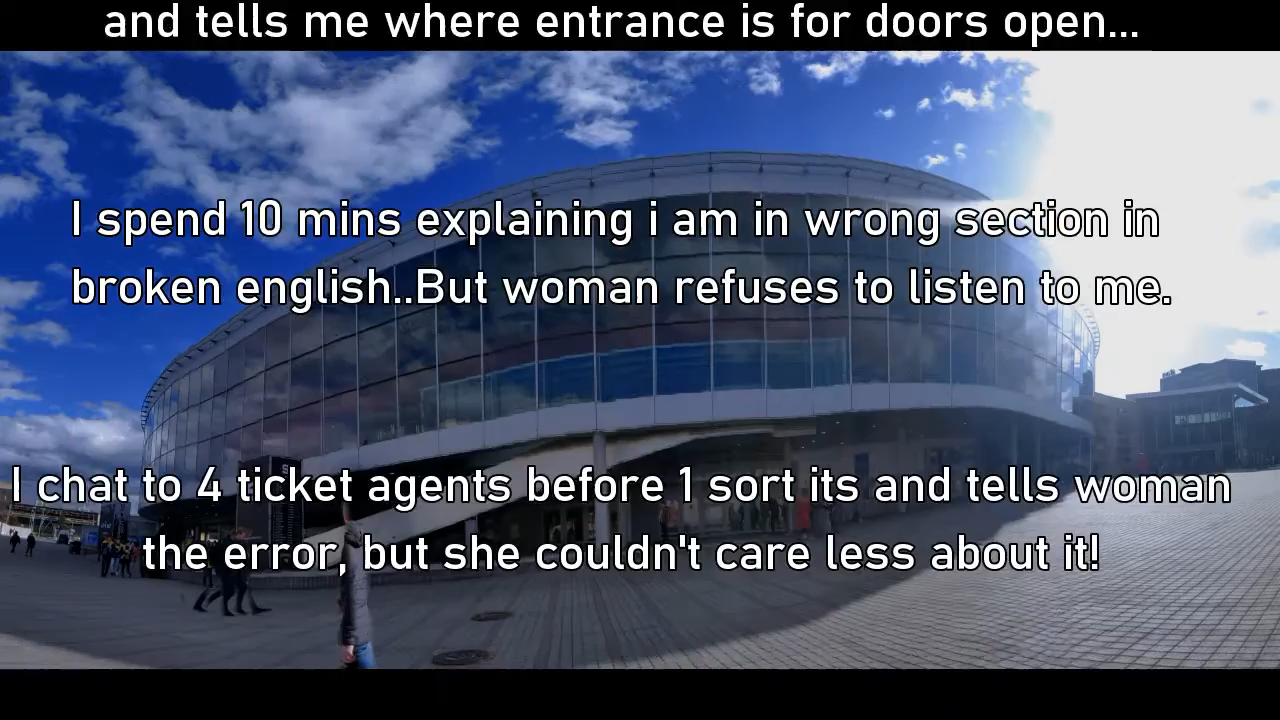 and tells me where entrance is for doors open...
I spend 10 mins explaining i am in wrong section in
broken english..But woman refuses to listen to me.
I chat to 4 ticket agents before 1 sort its and tells woman
the error, but she couldn't care less about it!